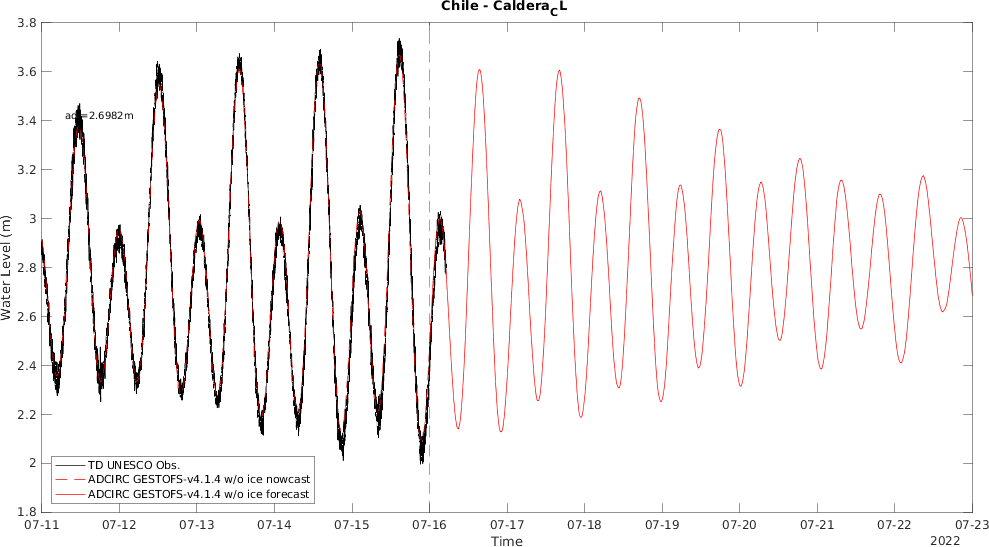 Chile - Caldera_CL
3.8
3.6
3.4
3.2
3
2.8
2.6
2.4
2.2
2
1.8
Water Level (m)
=2.6982m
TD UNESCO Obs.
ADCIRC GESTOFS-v4.1.4 w/o ice nowcast
ADCIRC GESTOFS-v4.1.4 w/o ice forecast
07-11 07-12 07-13 07-14 07-15 07-16 07-17 07-18 07-19 07-20 07-21 07-22 07-23
Time
2022